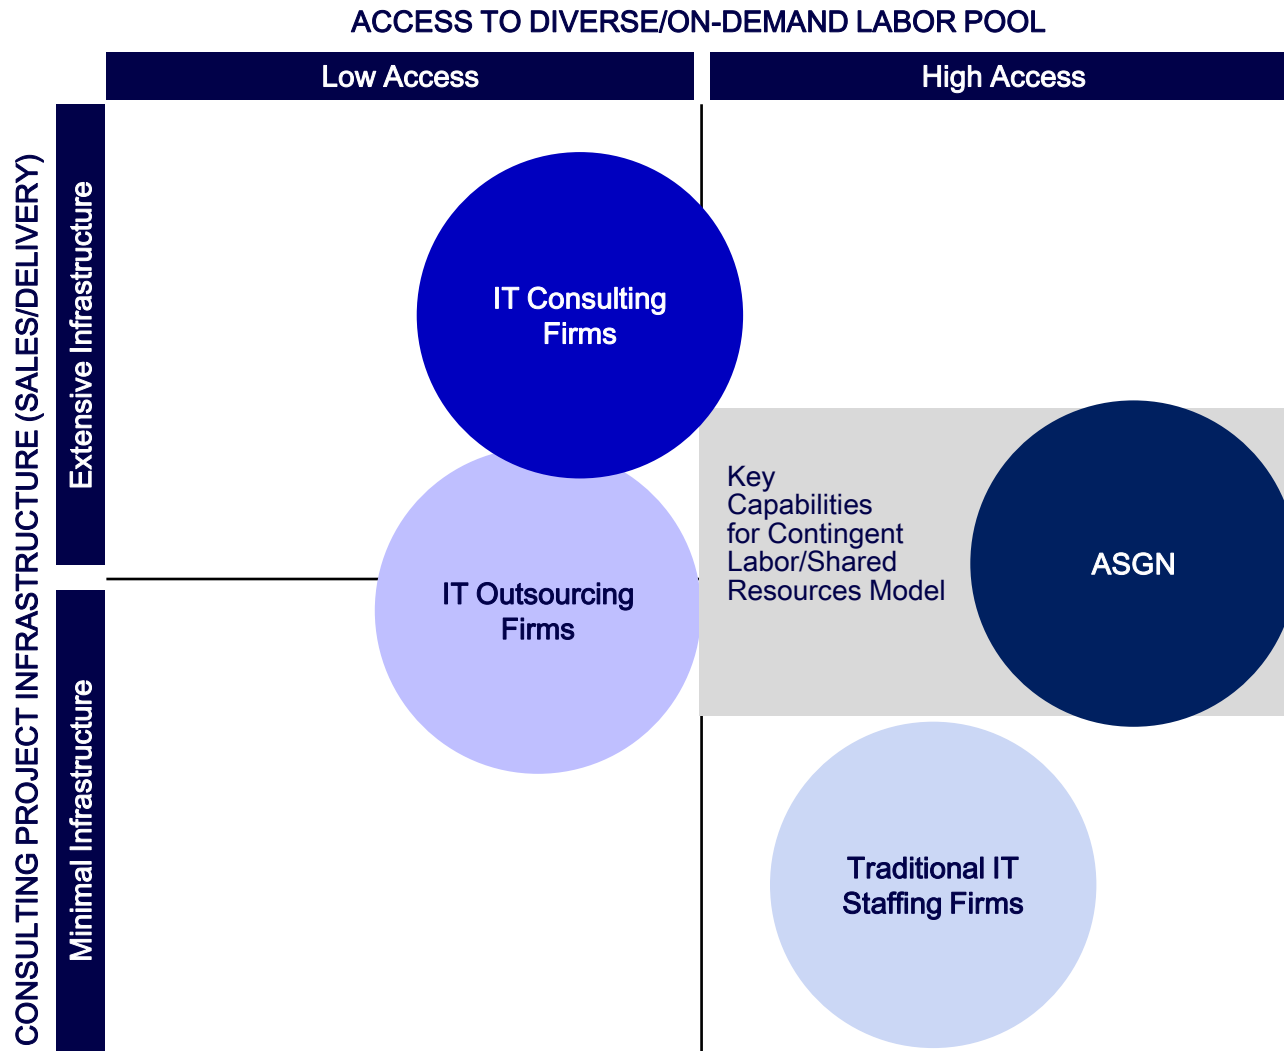 ACCESS TO DIVERSE/ON-DEMAND LABOR POOL
Low Access
High Access
CONSULTING PROJECT INFRASTRUCTURE (SALES/DELIVERY)
Extensive Infrastructure
Minimal Infrastructure
IT Consulting
Firms
IT Outsourcing
Firms
Key
Capabilities
for Contingent
Labor/Shared
Resources Model
ASGN
Traditional IT
Staffing Firms